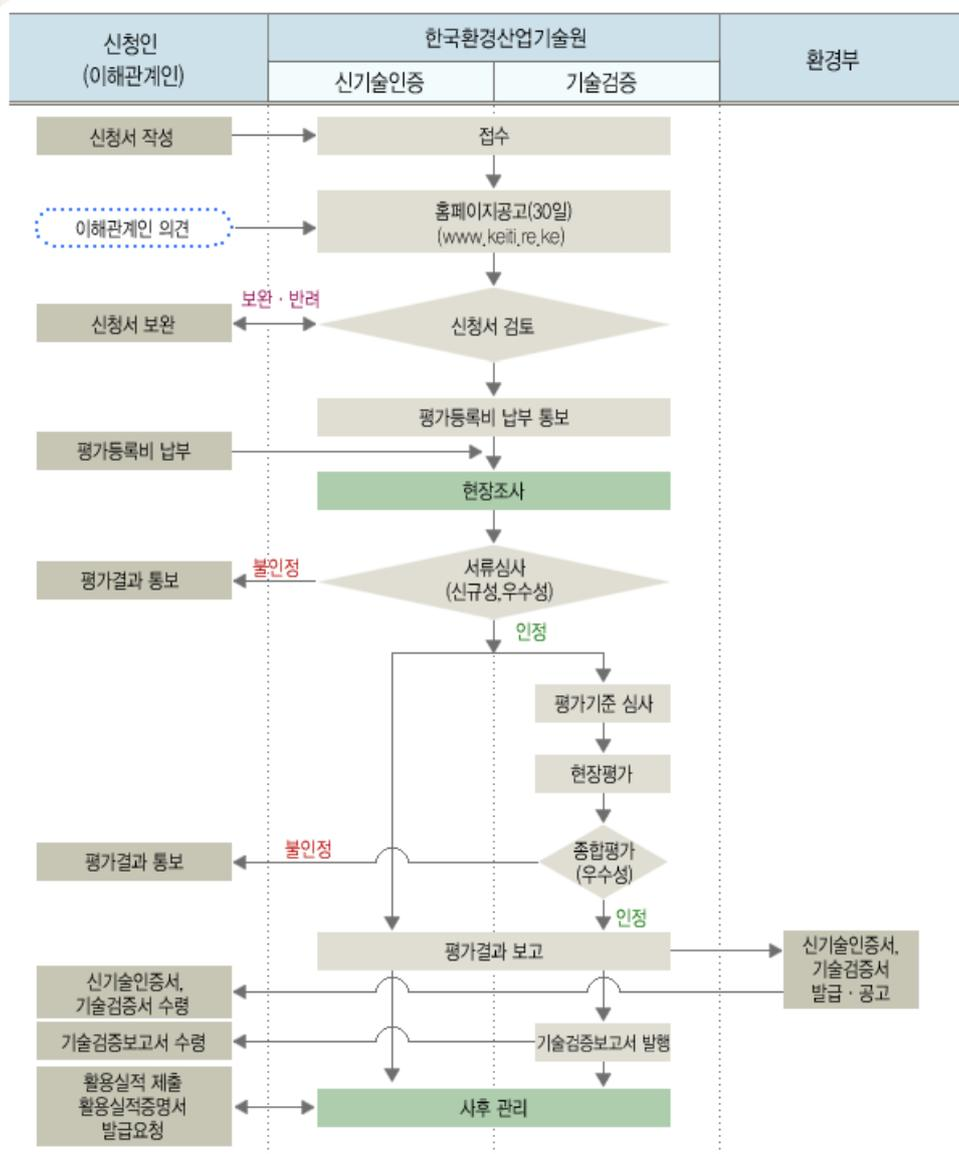 신청인
(이해관계인)
한국환경산업기술원
환경부
신기술인증
기술검증
신청서 작성
접수
이해관계인 의견
홈페이지공고(30일)
(www.keiti.re.ke)
보완 · 반려
신청서 보완
신청서 검토
평가등록비 납부 통보
평가등록비 납부
현장조사
불인정
평가결과 통보
서류심사
(신규성,우수성)
인정
평가기준 심사
현장평가
불인정
평가결과 통보
종합평가
(우수성)
인정
평가결과 보고
신기술인증서,
기술검증서
발급 · 공고
신기술인증서,
기술검증서 수령
기술검증보고서 수령
기술검증보고서 발행
활용실적 제출
활용실적증명서
발급요청
사후 관리